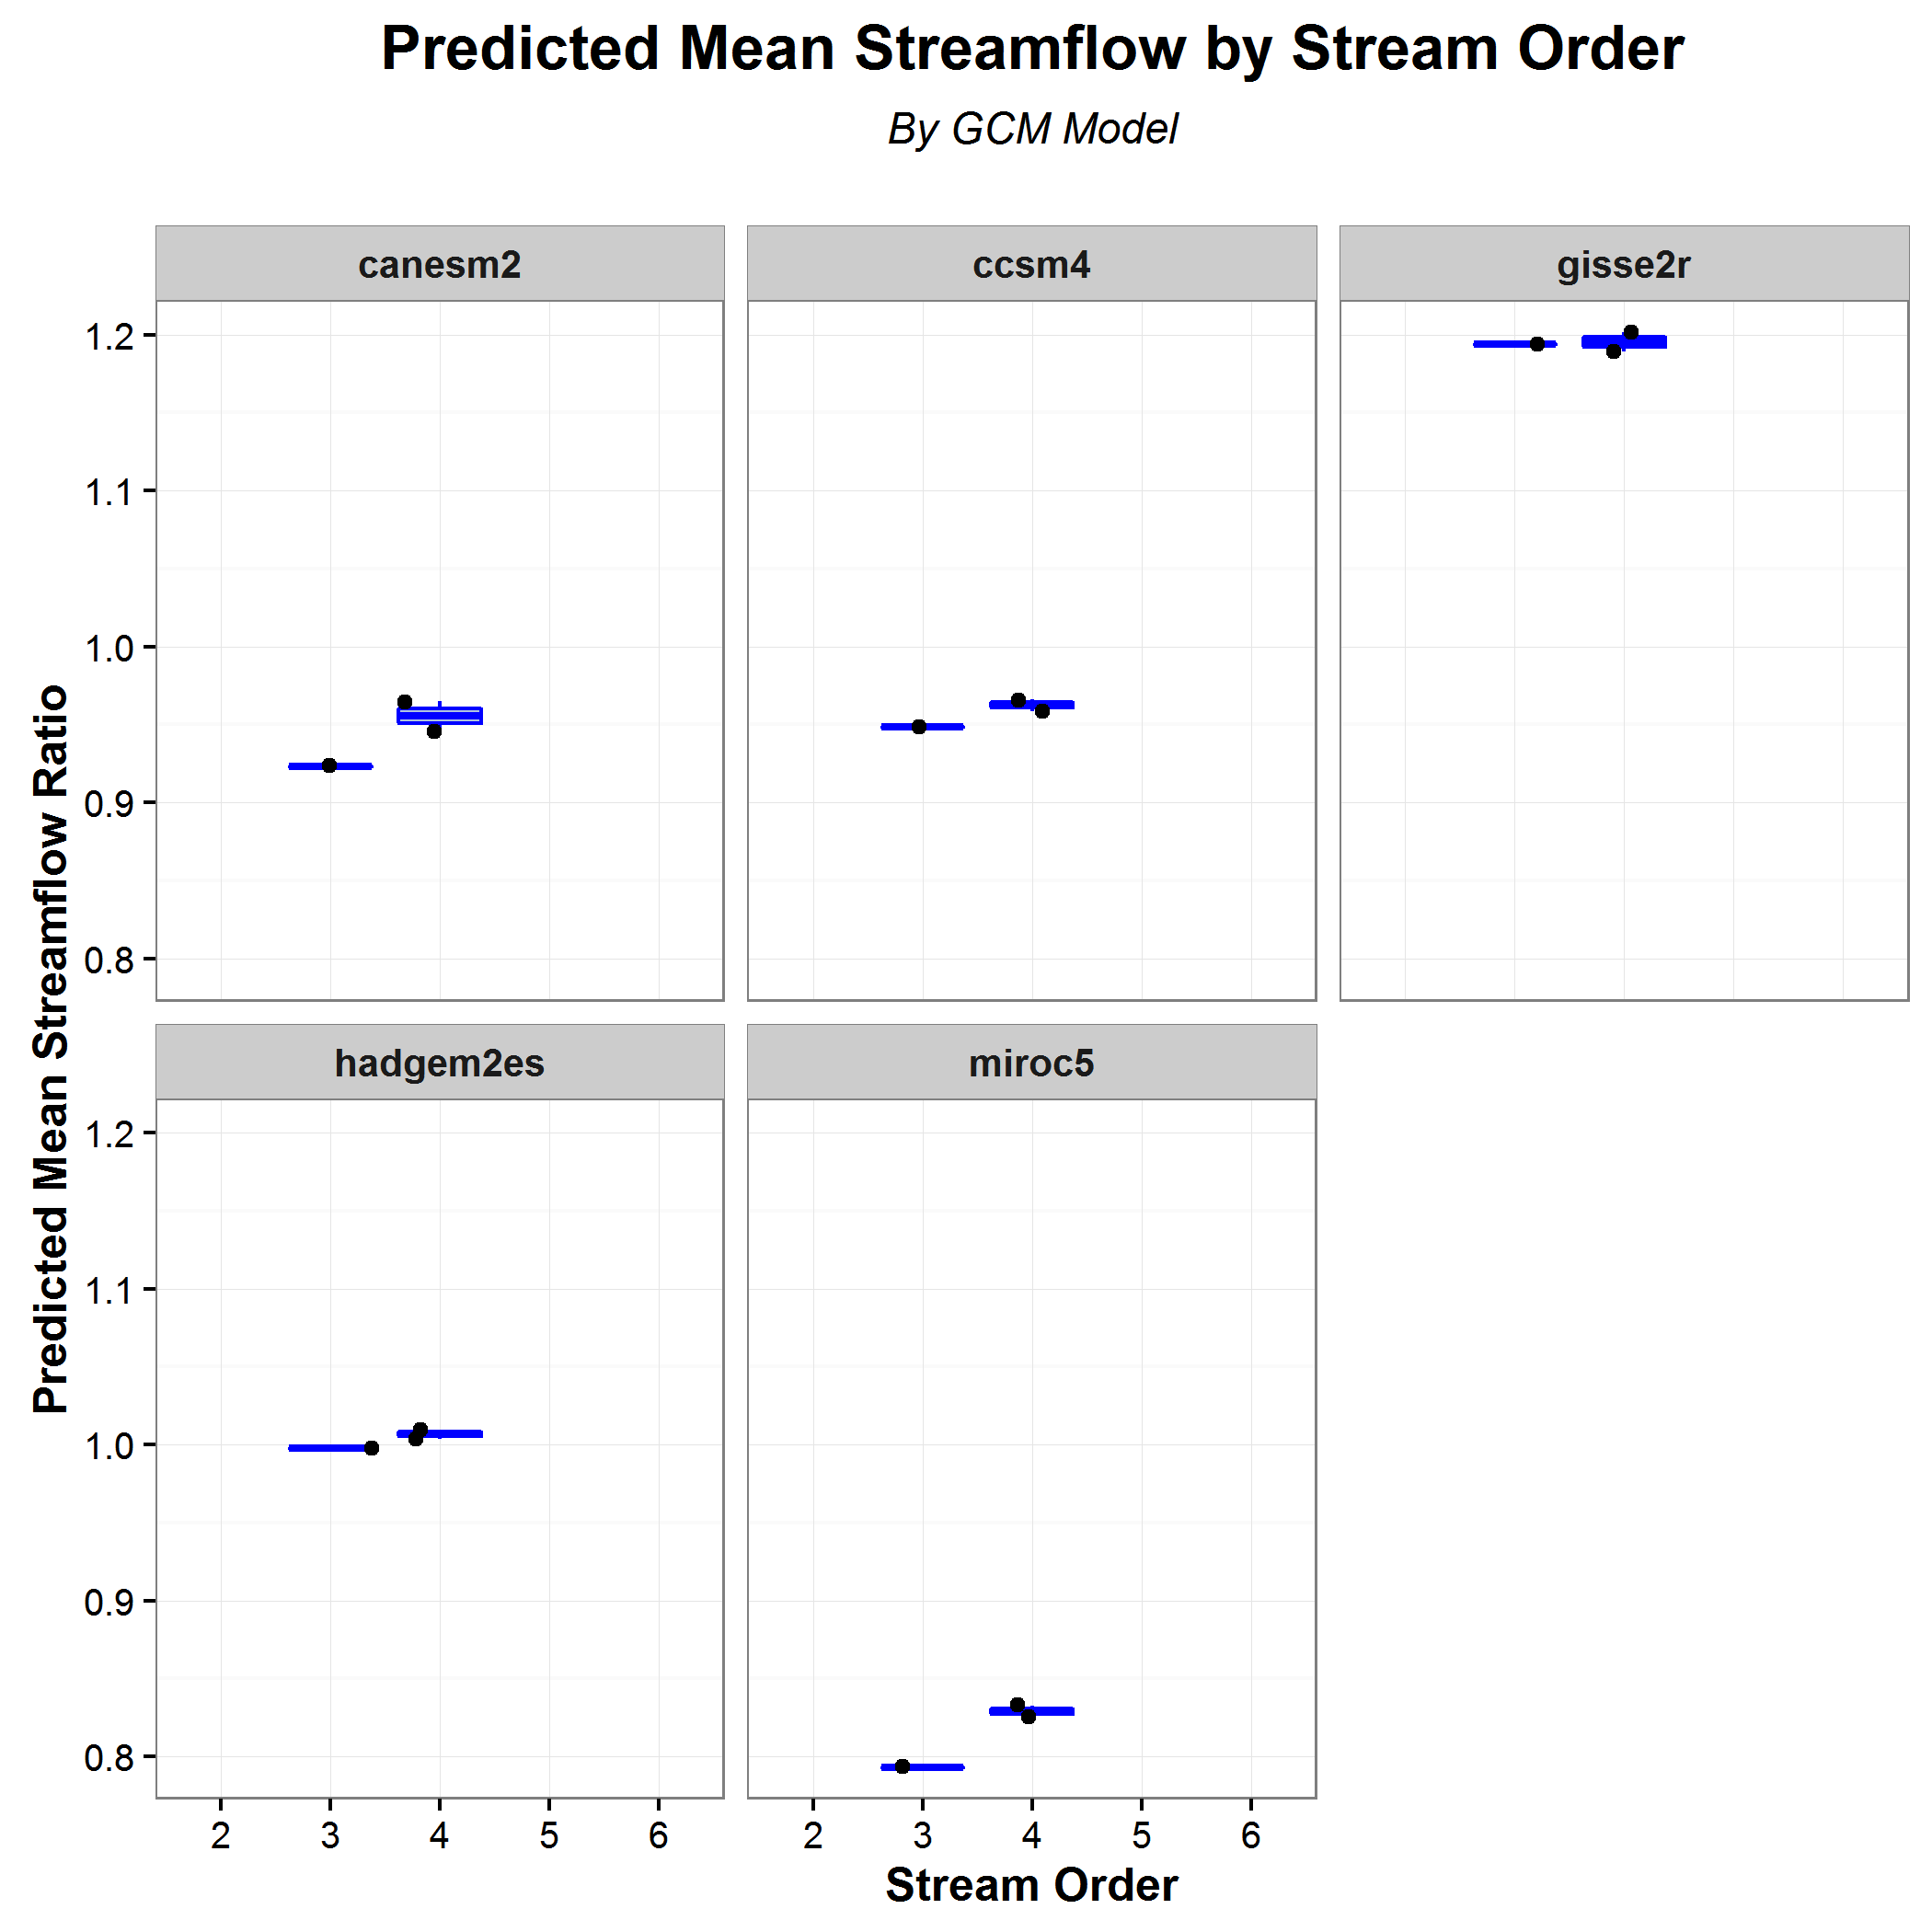 Predicted Mean Streamflow by Stream Order
By GCM Model
canesm2
ccsm4
gisse2r
1.2
1.1
1.0
0.9
0.8
Predicted Mean Streamflow Ratio
hadgem2es
miroc5
1.2
1.1
1.0
0.9
0.8
2 3 4 5 6
2 3 4 5 6
Stream Order